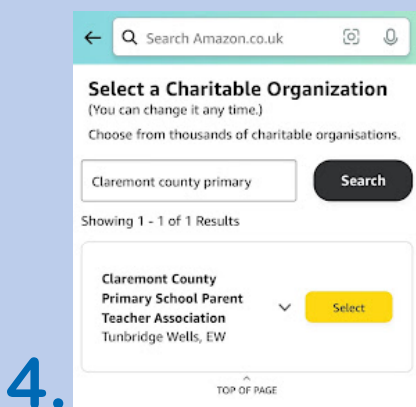 Search Amazon.co.uk
Select a Charitable Organization
(You can change it any time.)
Choose from thousands of charitable organisations.
Claremont county primary
Search
Showing 1 - 1 of 1 Results
Claremont County
Primary School Parent
Teacher Association
Tunbridge Wells, EW
Select
TOP OF PAGE
4.